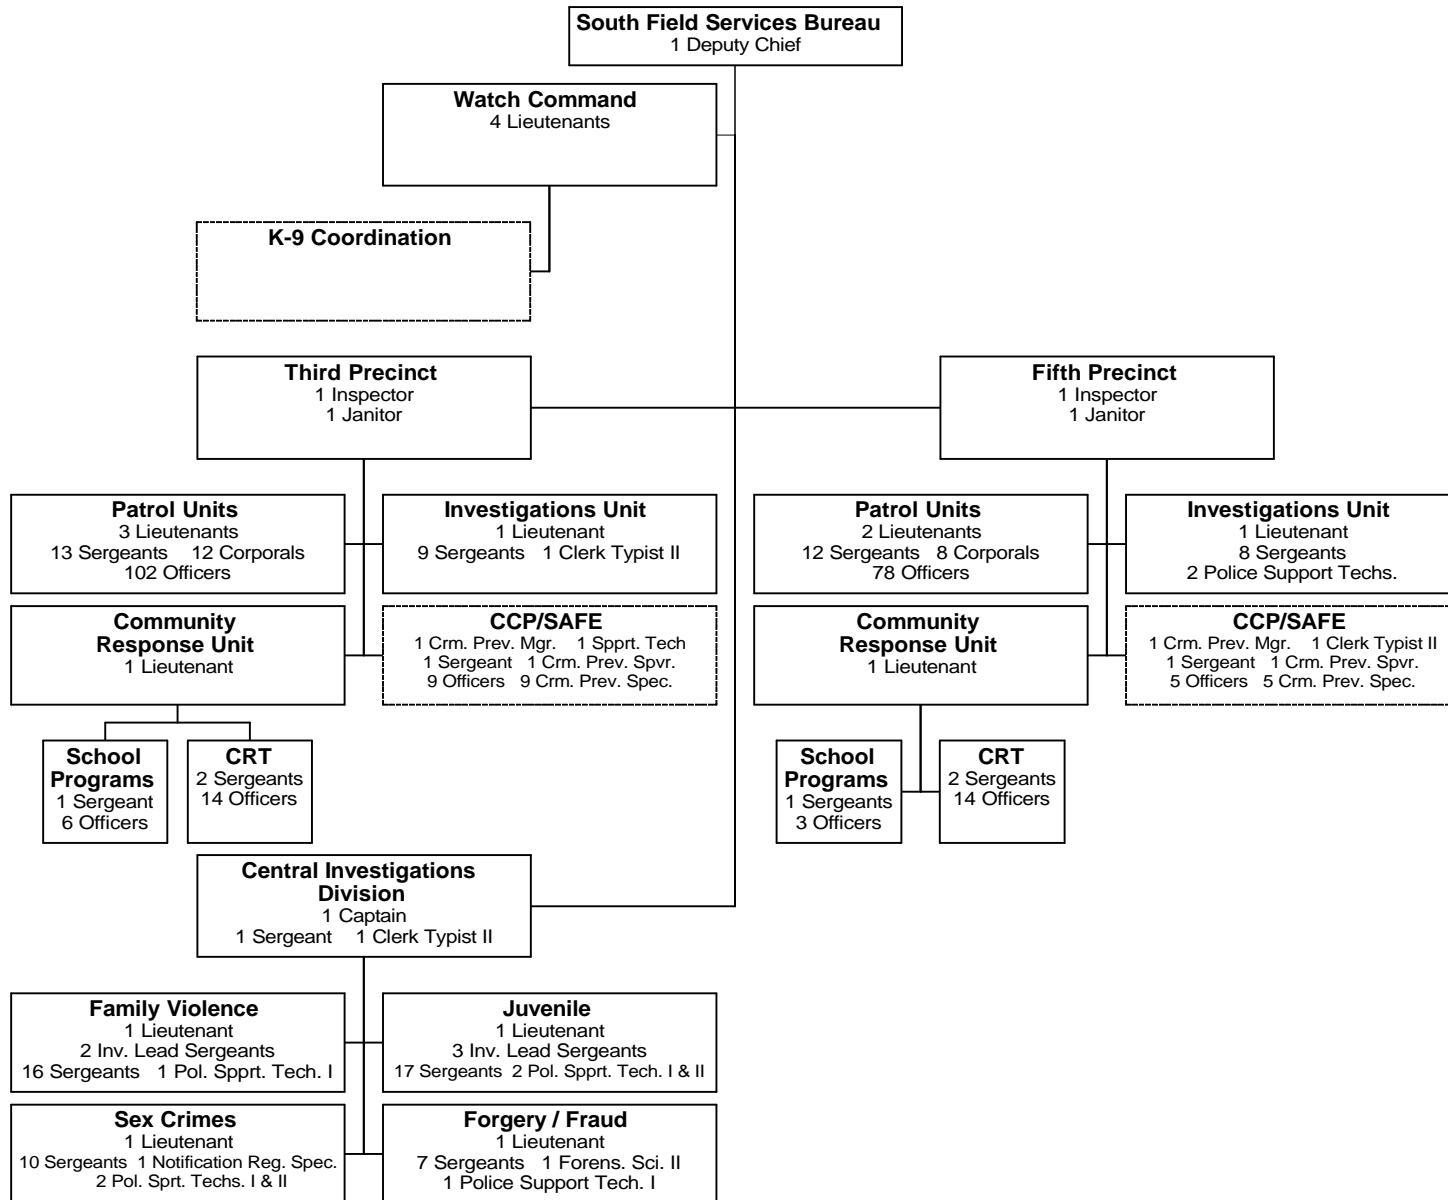 South Field Services Bureau
1 Deputy Chief
Watch Command
4 Lieutenants
K-9 Coordination
Third Precinct
1 Inspector
1 Janitor
Fifth Precinct
1 Inspector
1 Janitor
Patrol Units
3 Lieutenants
13 Sergeants 12 Corporals
102 Officers
Investigations Unit
1 Lieutenant
9 Sergeants 1 Clerk Typist II
Patrol Units
2 Lieutenants
12 Sergeants 8 Corporals
78 Officers
Investigations Unit
1 Lieutenant
8 Sergeants
2 Police Support Techs.
Community
Response Unit
1 Lieutenant
CCP/SAFE
1 Crm. Prev. Mgr. 1 Spprt. Tech
1 Sergeant 1 Crm. Prev. Spvr.
9 Officers 9 Crm. Prev. Spec.
Community
Response Unit
1 Lieutenant
CCP/SAFE
1 Crm. Prev. Mgr. 1 Clerk Typist II
1 Sergeant 1 Crm. Prev. Spvr.
5 Officers 5 Crm. Prev. Spec.
School
Programs
1 Sergeant
6 Officers
CRT
2 Sergeants
14 Officers
School
Programs
1 Sergeants
3 Officers
CRT
2 Sergeants
14 Officers
Central Investigations
Division
1 Captain
1 Sergeant 1 Clerk Typist II
Family Violence
1 Lieutenant
2 Inv. Lead Sergeants
16 Sergeants 1 Pol. Spprt. Tech. I
Juvenile
1 Lieutenant
3 Inv. Lead Sergeants
17 Sergeants 2 Pol. Spprt. Tech. I & II
Sex Crimes
1 Lieutenant
10 Sergeants 1 Notification Reg. Spec.
2 Pol. Sprt. Techs. I & II
Forgery / Fraud
1 Lieutenant
7 Sergeants 1 Forens. Sci. II
1 Police Support Tech. I